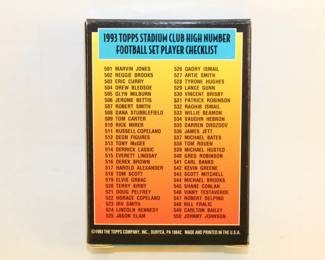 1993 TOPPS STADIUM CLUB HIGH NUMBER
FOOTBALL SET PLAYER CHECKLIST
501 MARVIN JONES
502 REGGIE BROOKS
503 ERIC CURRY
504 DREW BLEDSOE
505 GLYN MILBURN
506 JEROME BETTIS
507 ROBERT SMITH
508 DANA STUBBLEFIELD
509 TOM CARTER
510 RICK MIRER
511 RUSSELL COPELAND
512 DEON FIGURES
513 TONY McGEE
514 DERRICK LASSIC
515 EVERETT LINDSAY
516 DEREK BROWN
517 HAROLD ALEXANDER
518 TOM SCOTT
519 ELVIS GRBAC
520 TERRY KIRBY
521 DOUG PELFREY
522 HORACE COPELAND
523 IRV SMITH
524 LINCOLN KENNEDY
525 JASON ELAM
526 QADRY ISMAIL
527 ARTIE SMITH
528 TYRONE HUGHES
529 LANCE GUNN
530 VINCENT BRISBY
531 PATRICK ROBINSON
532 RAGHIB ISMAIL
533 WILLIE BEAMON
534 VAUGHN HEBRON
535 DARREN DROZDOV
536 JAMES JETT
537 MICHAEL BATES
538 TOM ROUEN
539 MICHAEL HUSTED
540 GREG ROBINSON
541 CARL BANKS
542 KEVIN GREENE
543 SCOTT MITCHELL
544 MICHAEL BROOKS
545 SHANE CONLAN
546 VINNY TESTAVERDE
547 ROBERT DELPINO
548 BILL FRALIC
549 CARLTON BAILEY
550 JOHNNY JOHNSON
©1993 THE TOPPS COMPANY, INC., DURYEA, PA 18642. MADE AND PRINTED IN THE U.S.A.